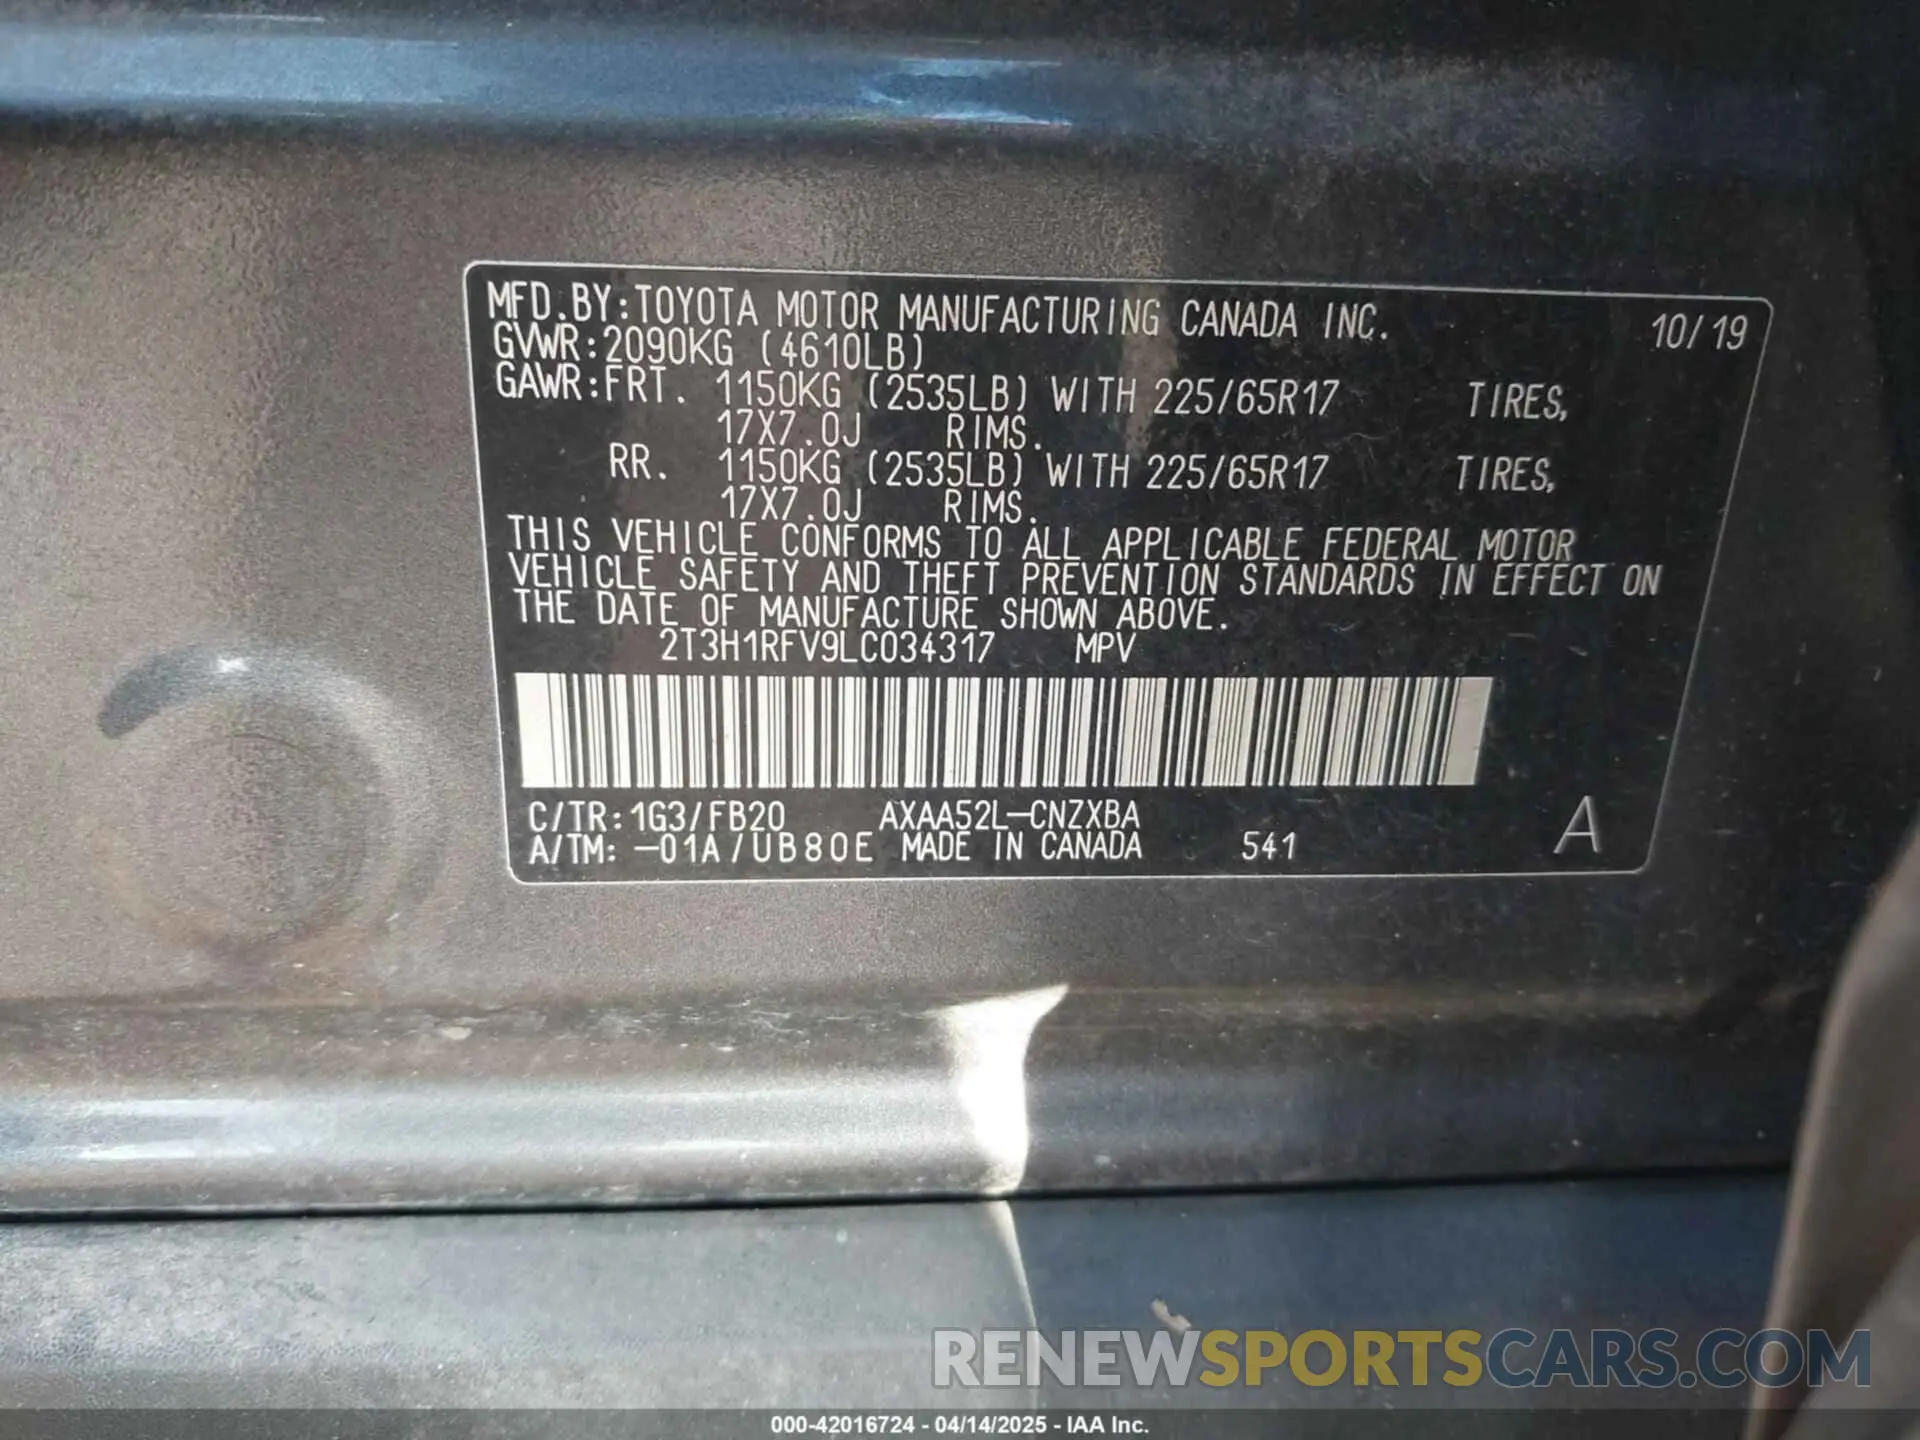 MFD.BY:TOYOTA MOTOR MANUFACTURING CANADA INC. 10/19
GVWR:2090KG (4610LB)
GAWR:FRT. 1150KG (2535LB) WITH 225/65R17 TIRES,
17X7.0J RIMS.
RR. 1150KG (2535LB) WITH 225/65R17 TIRES,
17X7.0J RIMS.
THIS VEHICLE CONFORMS TO ALL APPLICABLE FEDERAL MOTOR
VEHICLE SAFETY AND THEFT PREVENTION STANDARDS IN EFFECT ON
THE DATE OF MANUFACTURE SHOWN ABOVE.
2T3H1RFV9LC034317 MPV
C/TR:1G3/FB20 AXAA52L-CNZXBA
A/TM:-01A/UB80E MADE IN CANADA 541 A
RENEWSPORTSCARS.COM
000-42016724 - 04/14/2025 - IAA Inc.